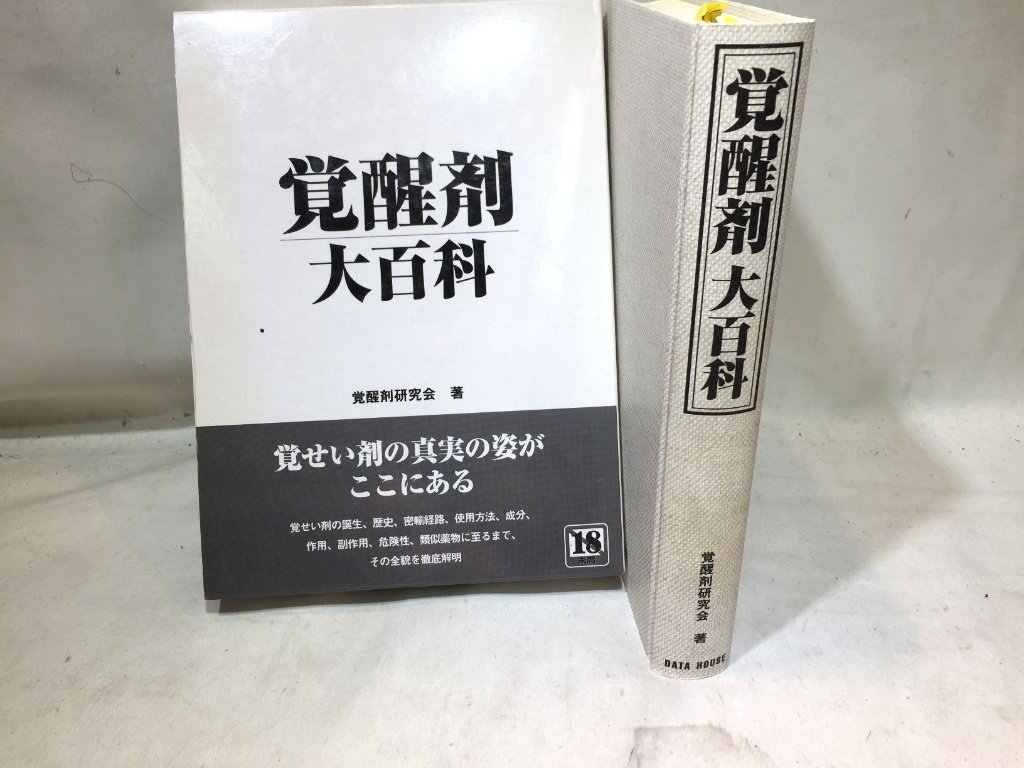 覚醒剤
大百科
覚醒剤研究会 著
覚せい剤の真実の姿が
ここにある
覚せい剤の誕生、歴史、密輸経路、使用方法、成分、
作用、副作用、危険性、類似薬物に至るまで、
その全貌を徹底解明
18
未満
覚醒剤大百科
覚醒剤研究会 著
DATA HOUSE